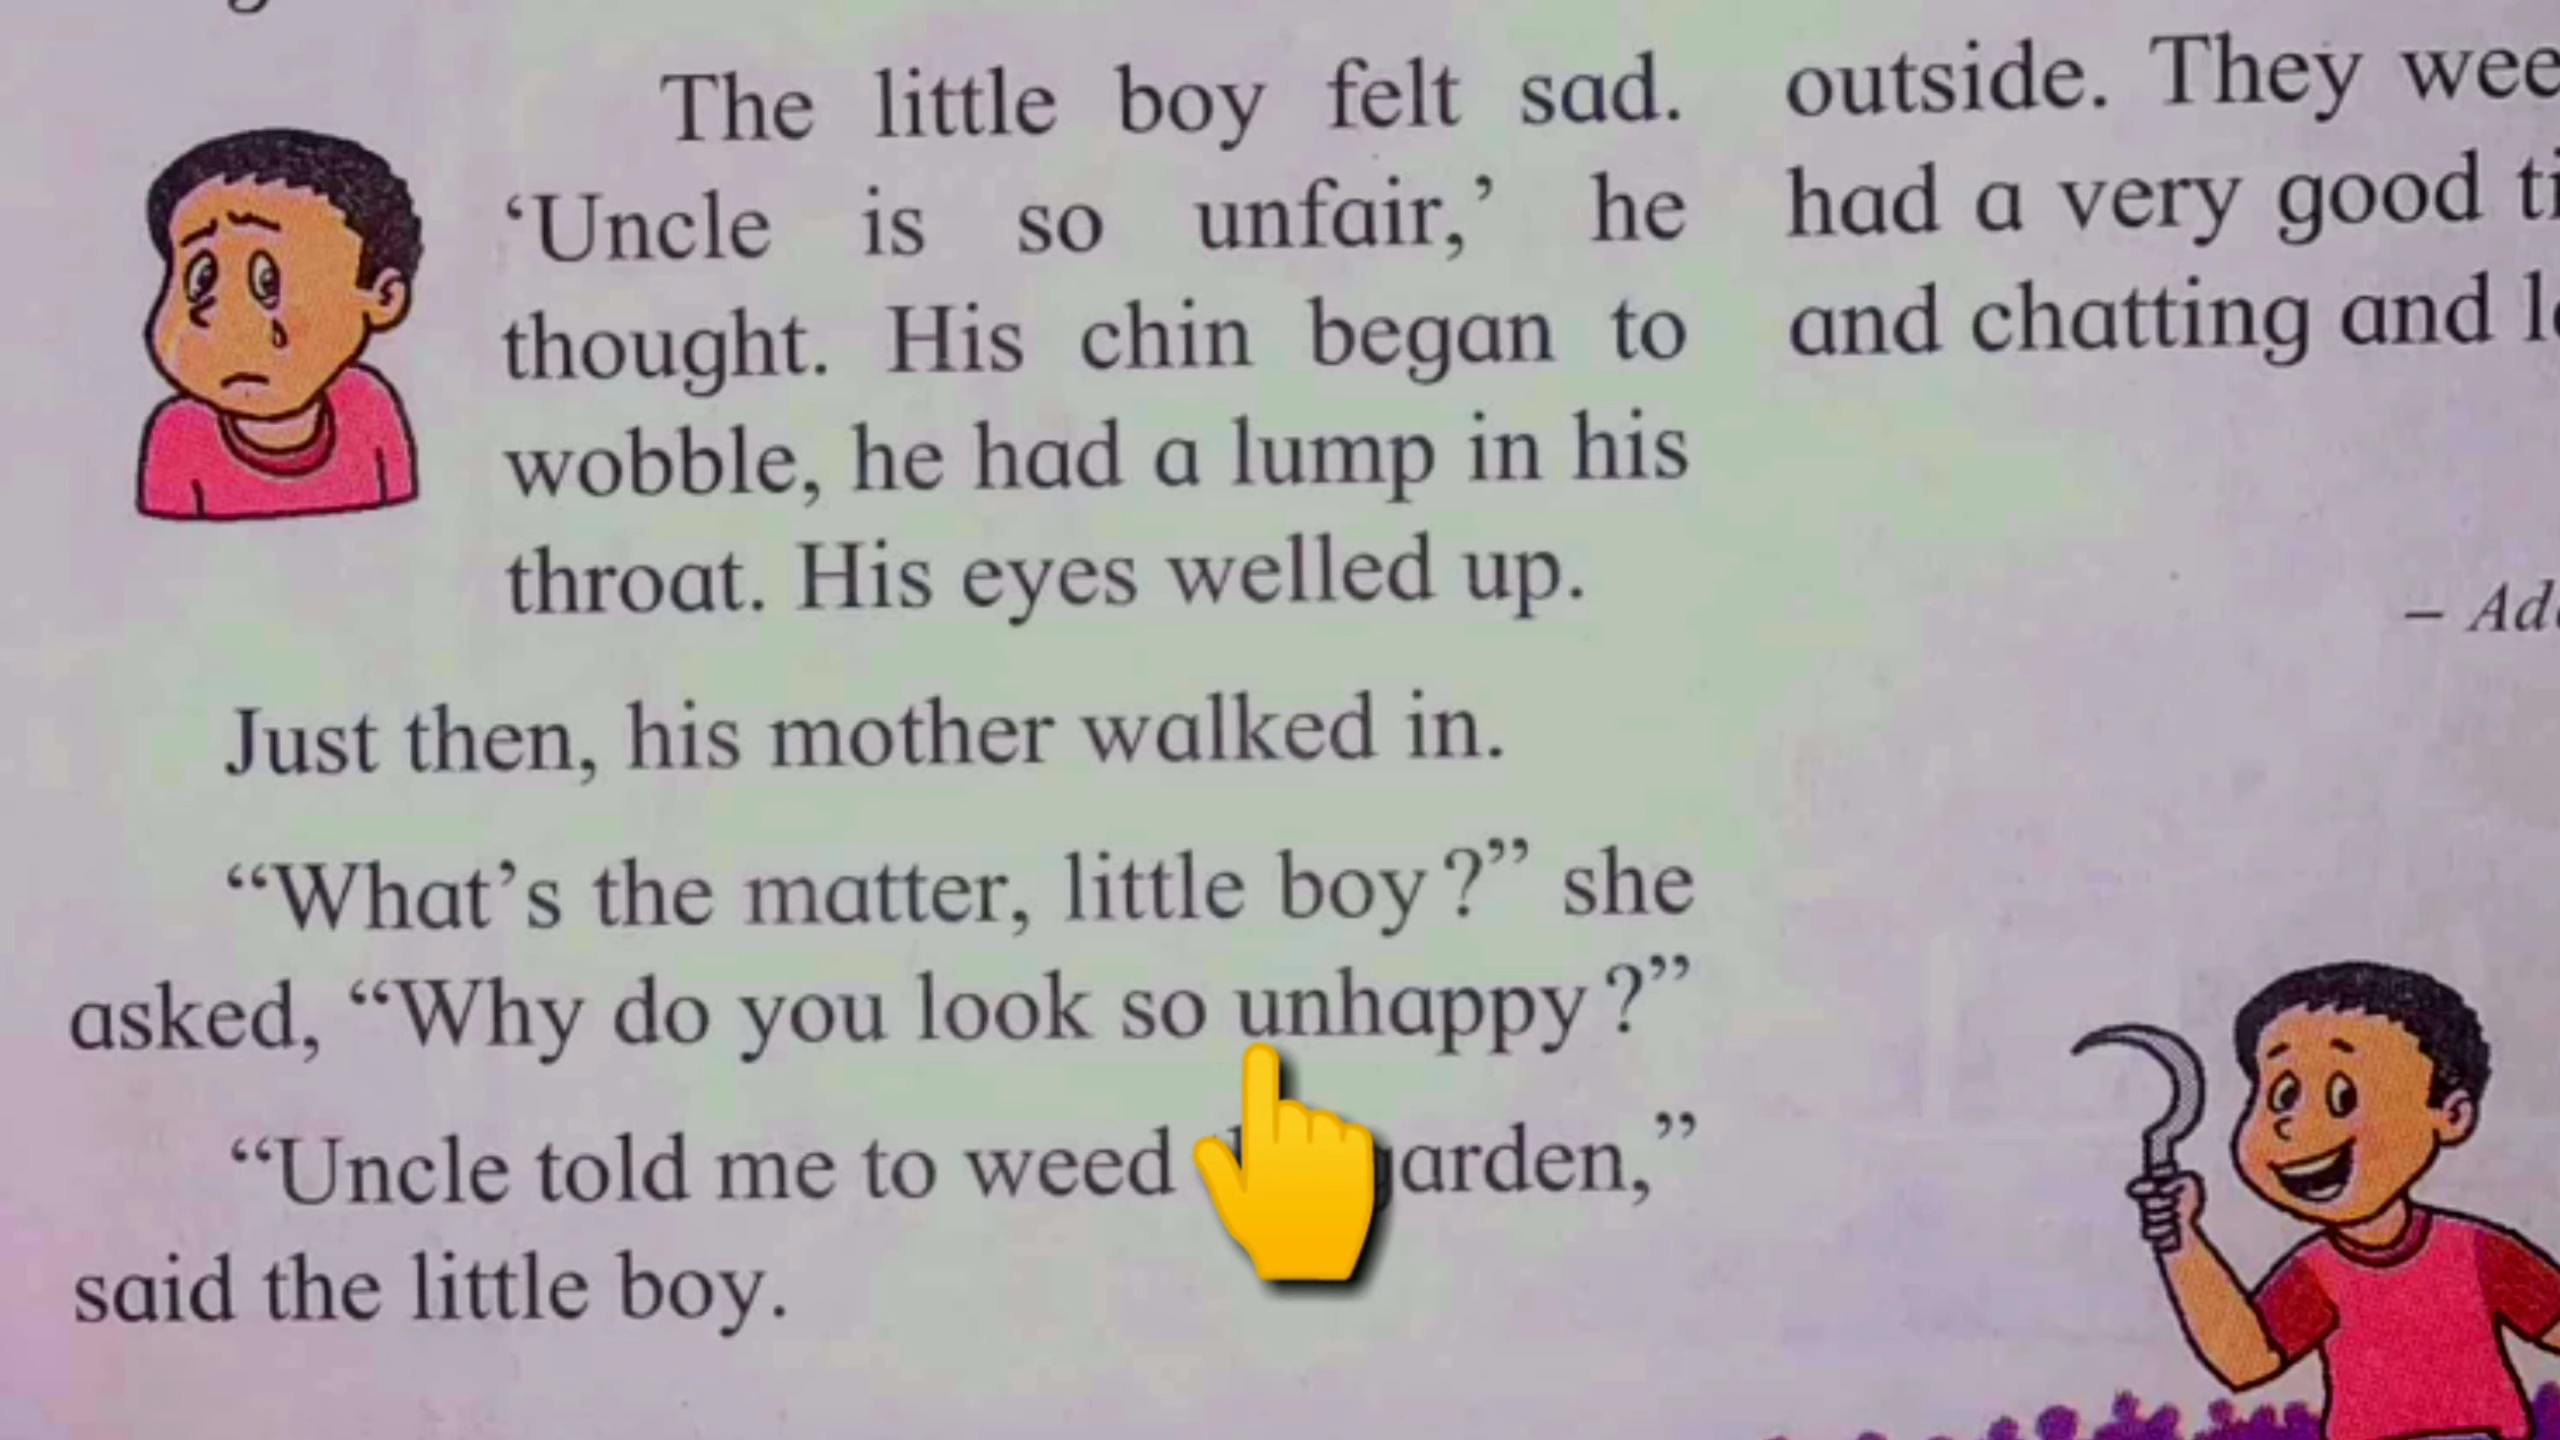 The little boy felt sad.
‘Uncle is so unfair,’ he
thought. His chin began to
wobble, he had a lump in his
throat. His eyes welled up.
Just then, his mother walked in.
“What’s the matter, little boy?” she
asked, “Why do you look so unhappy?”
“Uncle told me to weed
said the little boy.
outside. They
had a very good
and chatting and